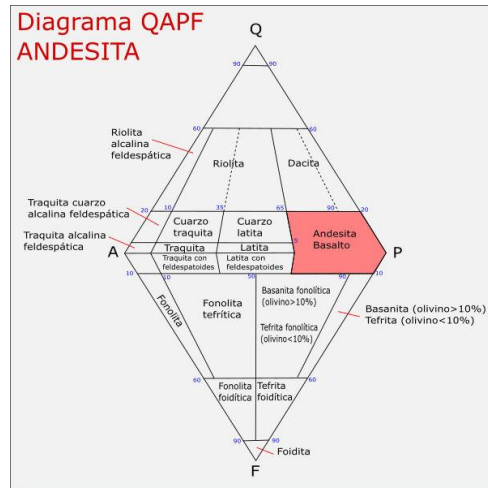 Diagrama QAPF
ANDESITA
Q
90
90
60
60
Riolita
alcalina
feldespática
Riolita
Dacita
20
10
35
65
90
20
Traquita cuarzo
alcalina feldespática
Cuarzo
traquita
Cuarzo
latita
Andesita
Basalto
Traquita alcalina
feldespática
5
A
Traquita
Latita
P
Traquita con
feldespatoides
Latita con
feldespatoides
10
10
90
10
Fonolita
Fonolita
tefrítica
Basanita fonolítica
(olivino>10%)
Tefrita fonolítica
(olivino<10%)
Basanita (olivino>10%)
Tefrita (olivino<10%)
60
60
Fonolita
foidítica
Tefrita
foidítica
90
90
Foidita
F